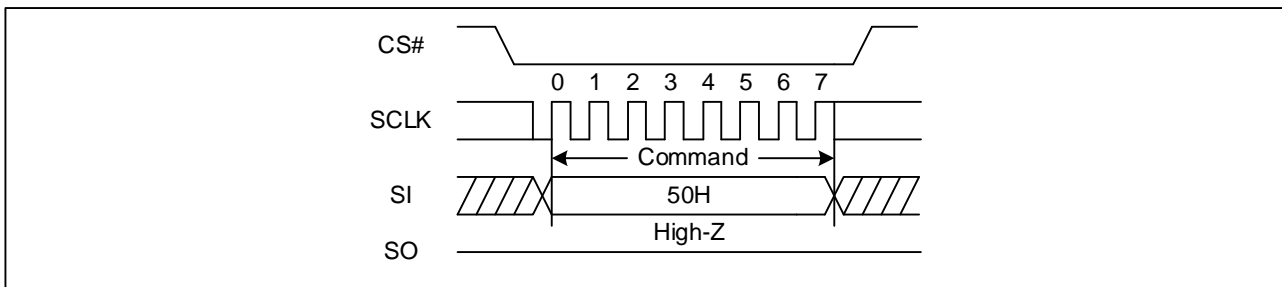 CS#
0 1 2 3 4 5 6 7
SCLK
Command
SI
50H
High-Z
SO